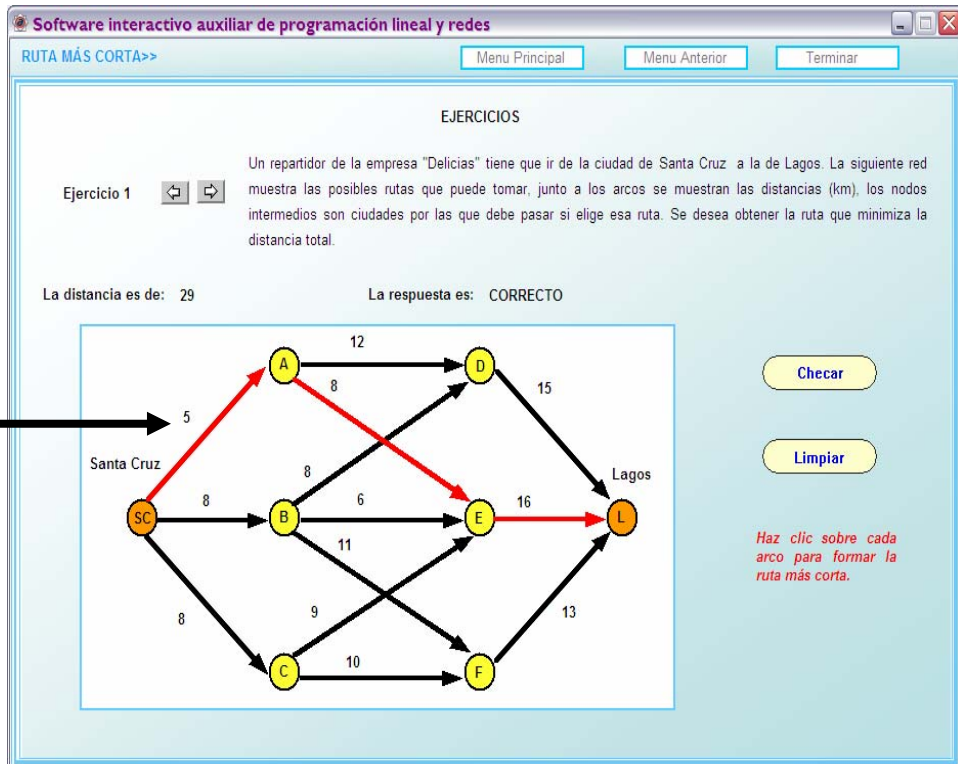 Software interactivo auxiliar de programación lineal y redes
RUTA MÁS CORTA>>
Menu Principal
Menu Anterior
Terminar
EJERCICIOS
Ejercicio 1
Un repartidor de la empresa "Delicias" tiene que ir de la ciudad de Santa Cruz a la de Lagos. La siguiente red
muestra las posibles rutas que puede tomar, junto a los arcos se muestran las distancias (km), los nodos
intermedios son ciudades por las que debe pasar si elige esa ruta. Se desea obtener la ruta que minimiza la
distancia total.
La distancia es de: 29
La respuesta es: CORRECTO
12
A
D
8
15
5
Santa Cruz
8
Lagos
8
6
16
SC
B
E
L
11
8
9
13
10
C
F
Checar
Limpiar
Haz clic sobre cada
arco para formar la
ruta más corta.